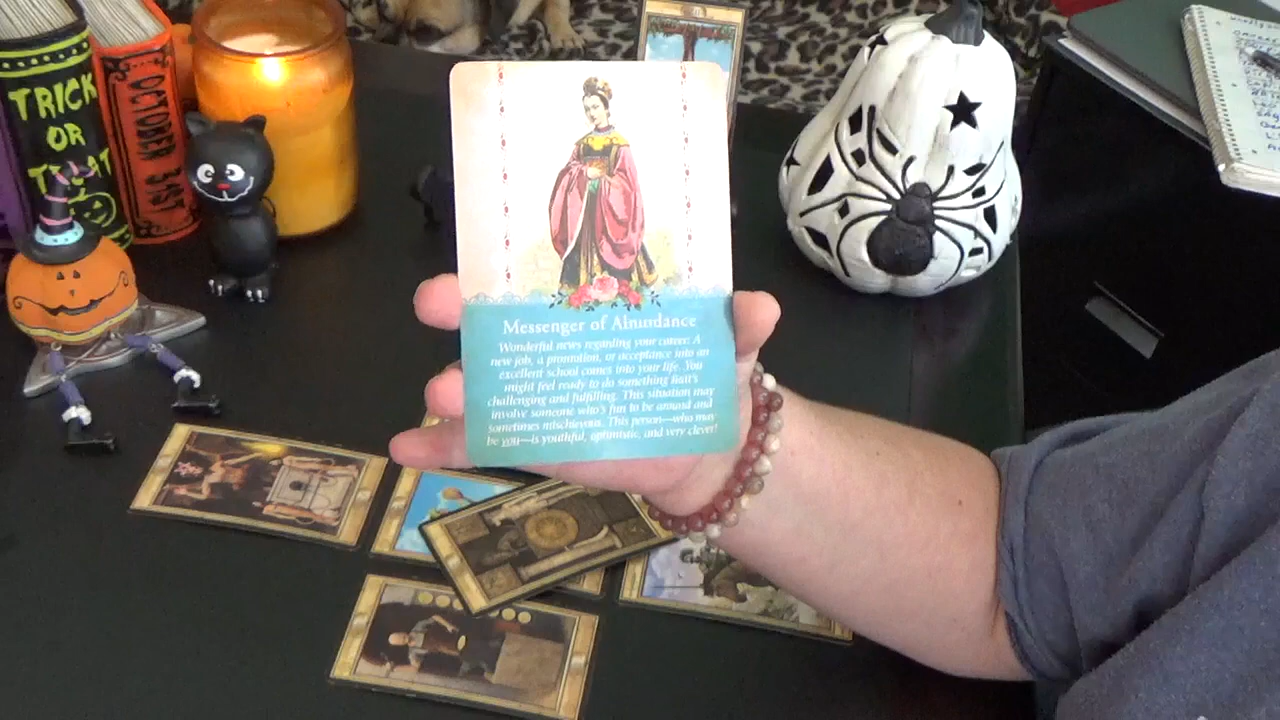 TRICK
OR
TREAT
OCTOBER 31ST
Messenger of Abundance
Wonderful news regarding your career: A
new job, a promotion, or acceptance into an
excellent school comes into your life. You
might feel ready to do something that's
challenging and fulfilling. This situation may
involve someone who's fun to be around and
sometimes mischievous. This person—who may
be you—is youthful, optimistic, and very clever!